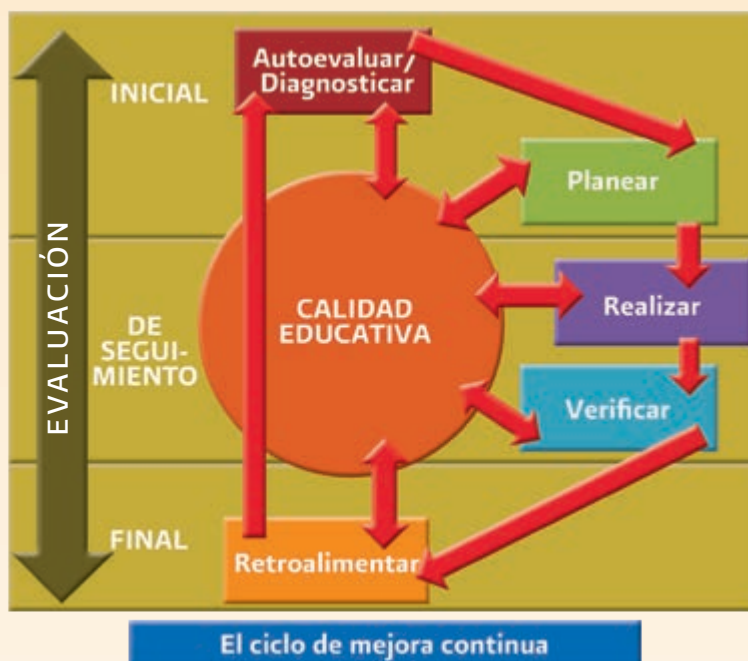 EVALUACIÓN
INICIAL
Autoevaluar/
Diagnosticar
Planear
DE
SEGUI-
MIENTO
CALIDAD
EDUCATIVA
Realizar
Verificar
FINAL
Retroalimentar
El ciclo de mejora continua